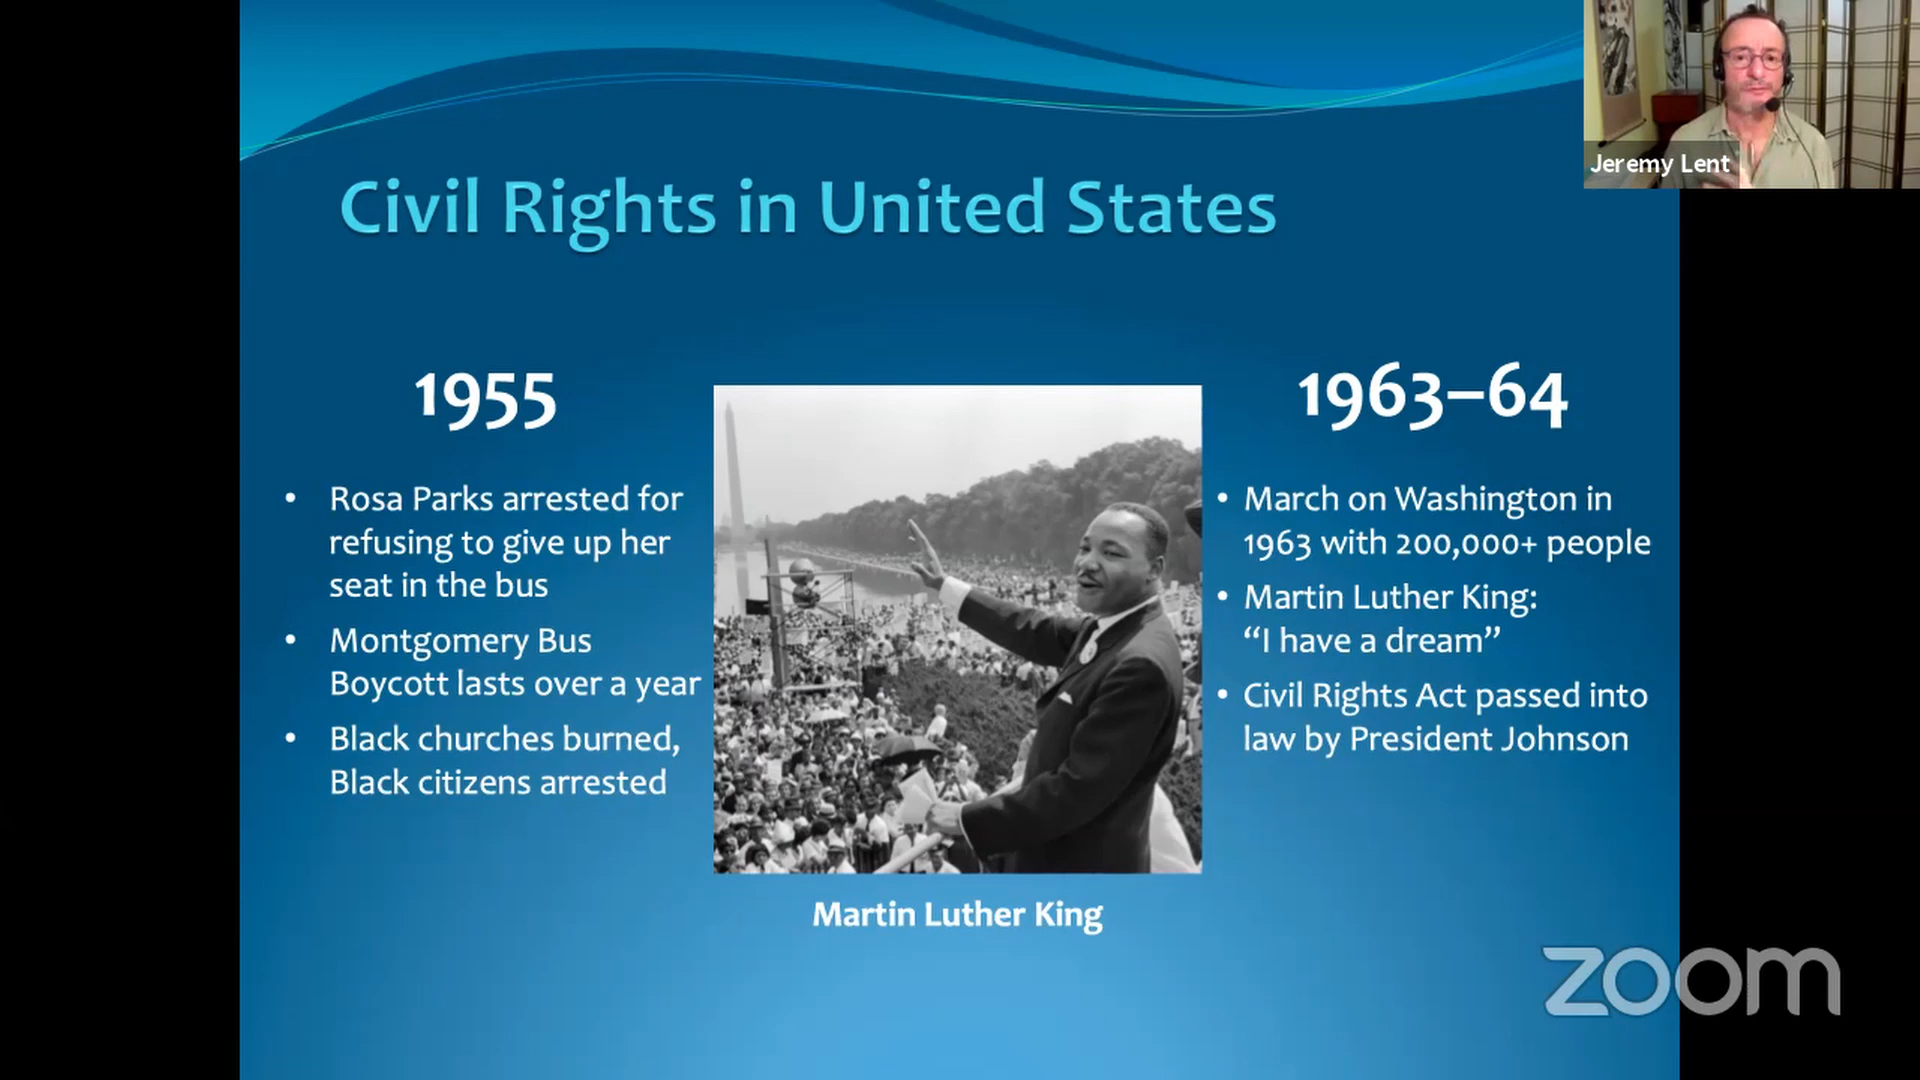 Jeremy Lent
Civil Rights in United States
1955
• Rosa Parks arrested for
refusing to give up her
seat in the bus
• Montgomery Bus
Boycott lasts over a year
• Black churches burned,
Black citizens arrested
Martin Luther King
1963–64
• March on Washington in
1963 with 200,000+ people
• Martin Luther King:
“I have a dream”
• Civil Rights Act passed into
law by President Johnson
zoom